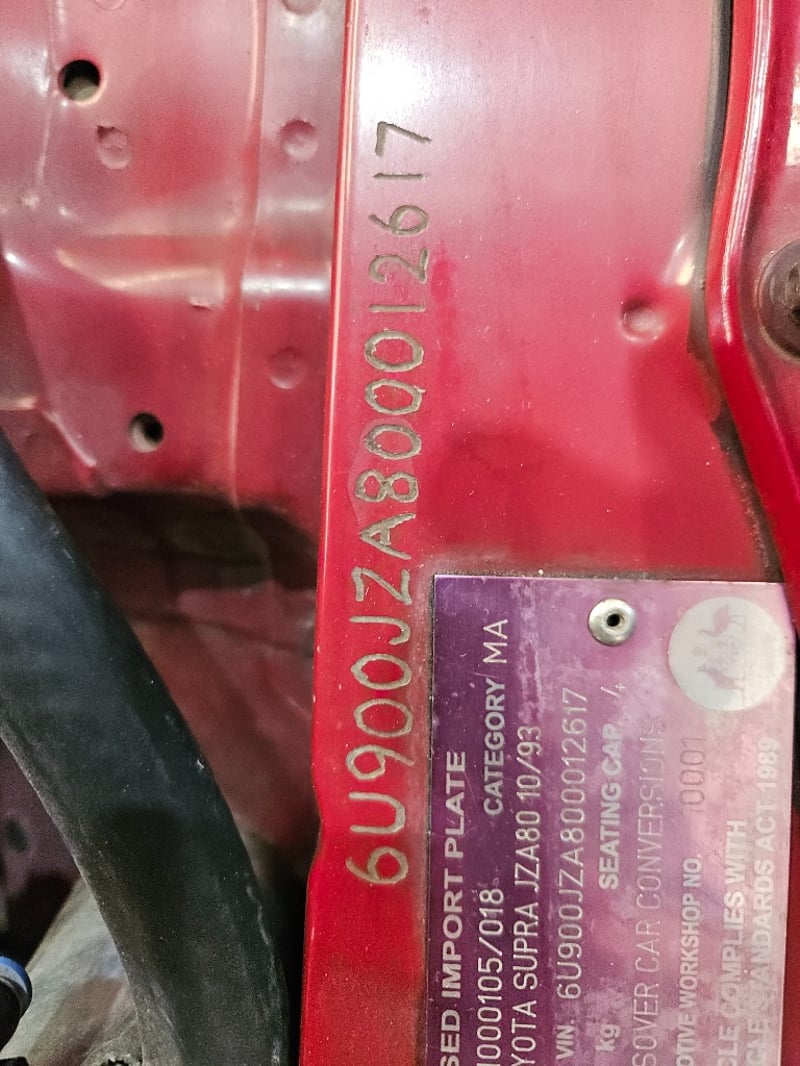 6U900JZA800012617
SED IMPORT PLATE
000105/018 CATEGORY MA
YOTA SUPRA JZA80 10/93
VIN. 6U900JZA800012617
kg SEATING CAP. 4
SOVER CAR CONVERSIONS
OTIVE WORKSHOP NO. 0001
CLE COMPLIES WITH
CLE STANDARDS ACT 1989